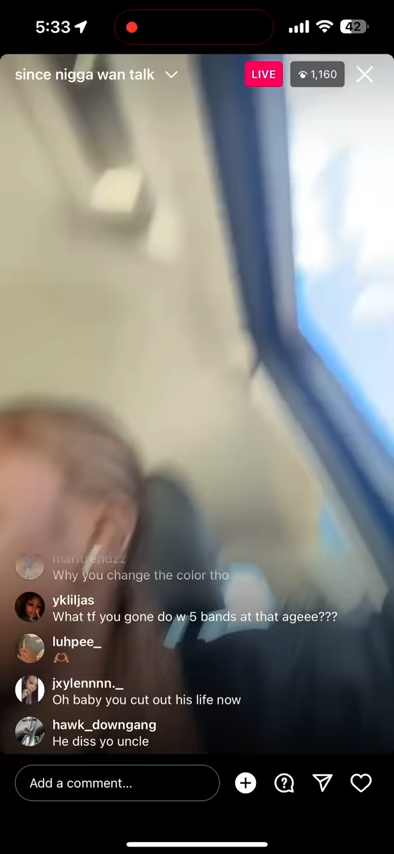 5:33
42
since nigga wan talk
LIVE
1,160
maritrendzz
Why you change the color tho
ykliljas
What tf you gone do w 5 bands at that ageee???
luhpee_
🫶🏾
jxylennnn._
Oh baby you cut out his life now
hawk_downgang
He diss yo uncle
Add a comment...